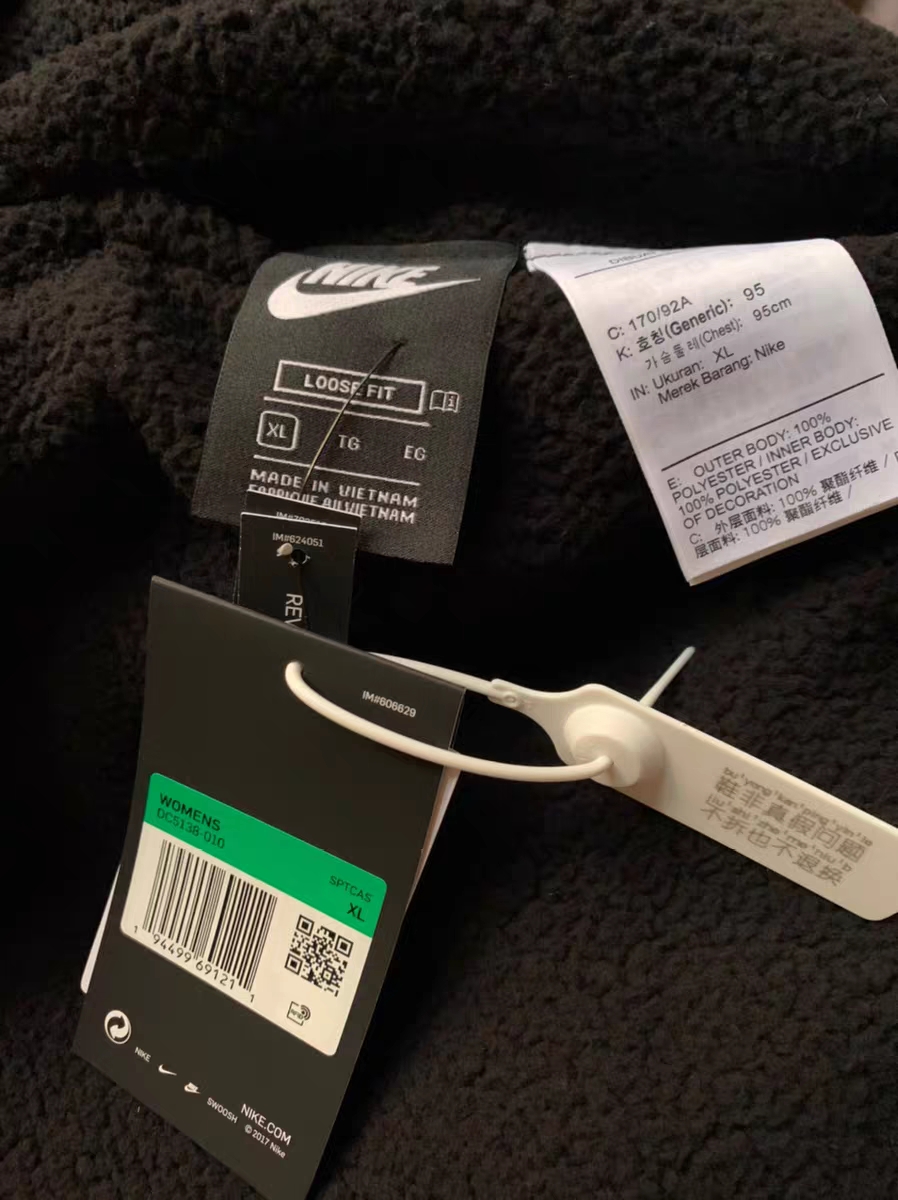 NIKE
LOOSE FIT
XL TG EG
MADE IN VIETNAM
FABRIQUE AU VIETNAM
C: 170/92A
K: 호칭(Generic): 95
가슴둘레(Chest): 95cm
IN: Ukuran: XL
Merek Barang: Nike
E: OUTER BODY: 100%
POLYESTER / INNER BODY:
100% POLYESTER / EXCLUSIVE
OF DECORATION
C: 外层面料: 100% 聚酯纤维 /
层面料: 100% 聚酯纤维 /
IM#624051
REV
IM#606629
WOMENS
DC5138-010
SPTCAS
XL
1 94499 69121 1
RFID
NIKE
SWOOSH
NIKE.COM
© 2017 Nike
鞋非真假问题
不拆也不退换